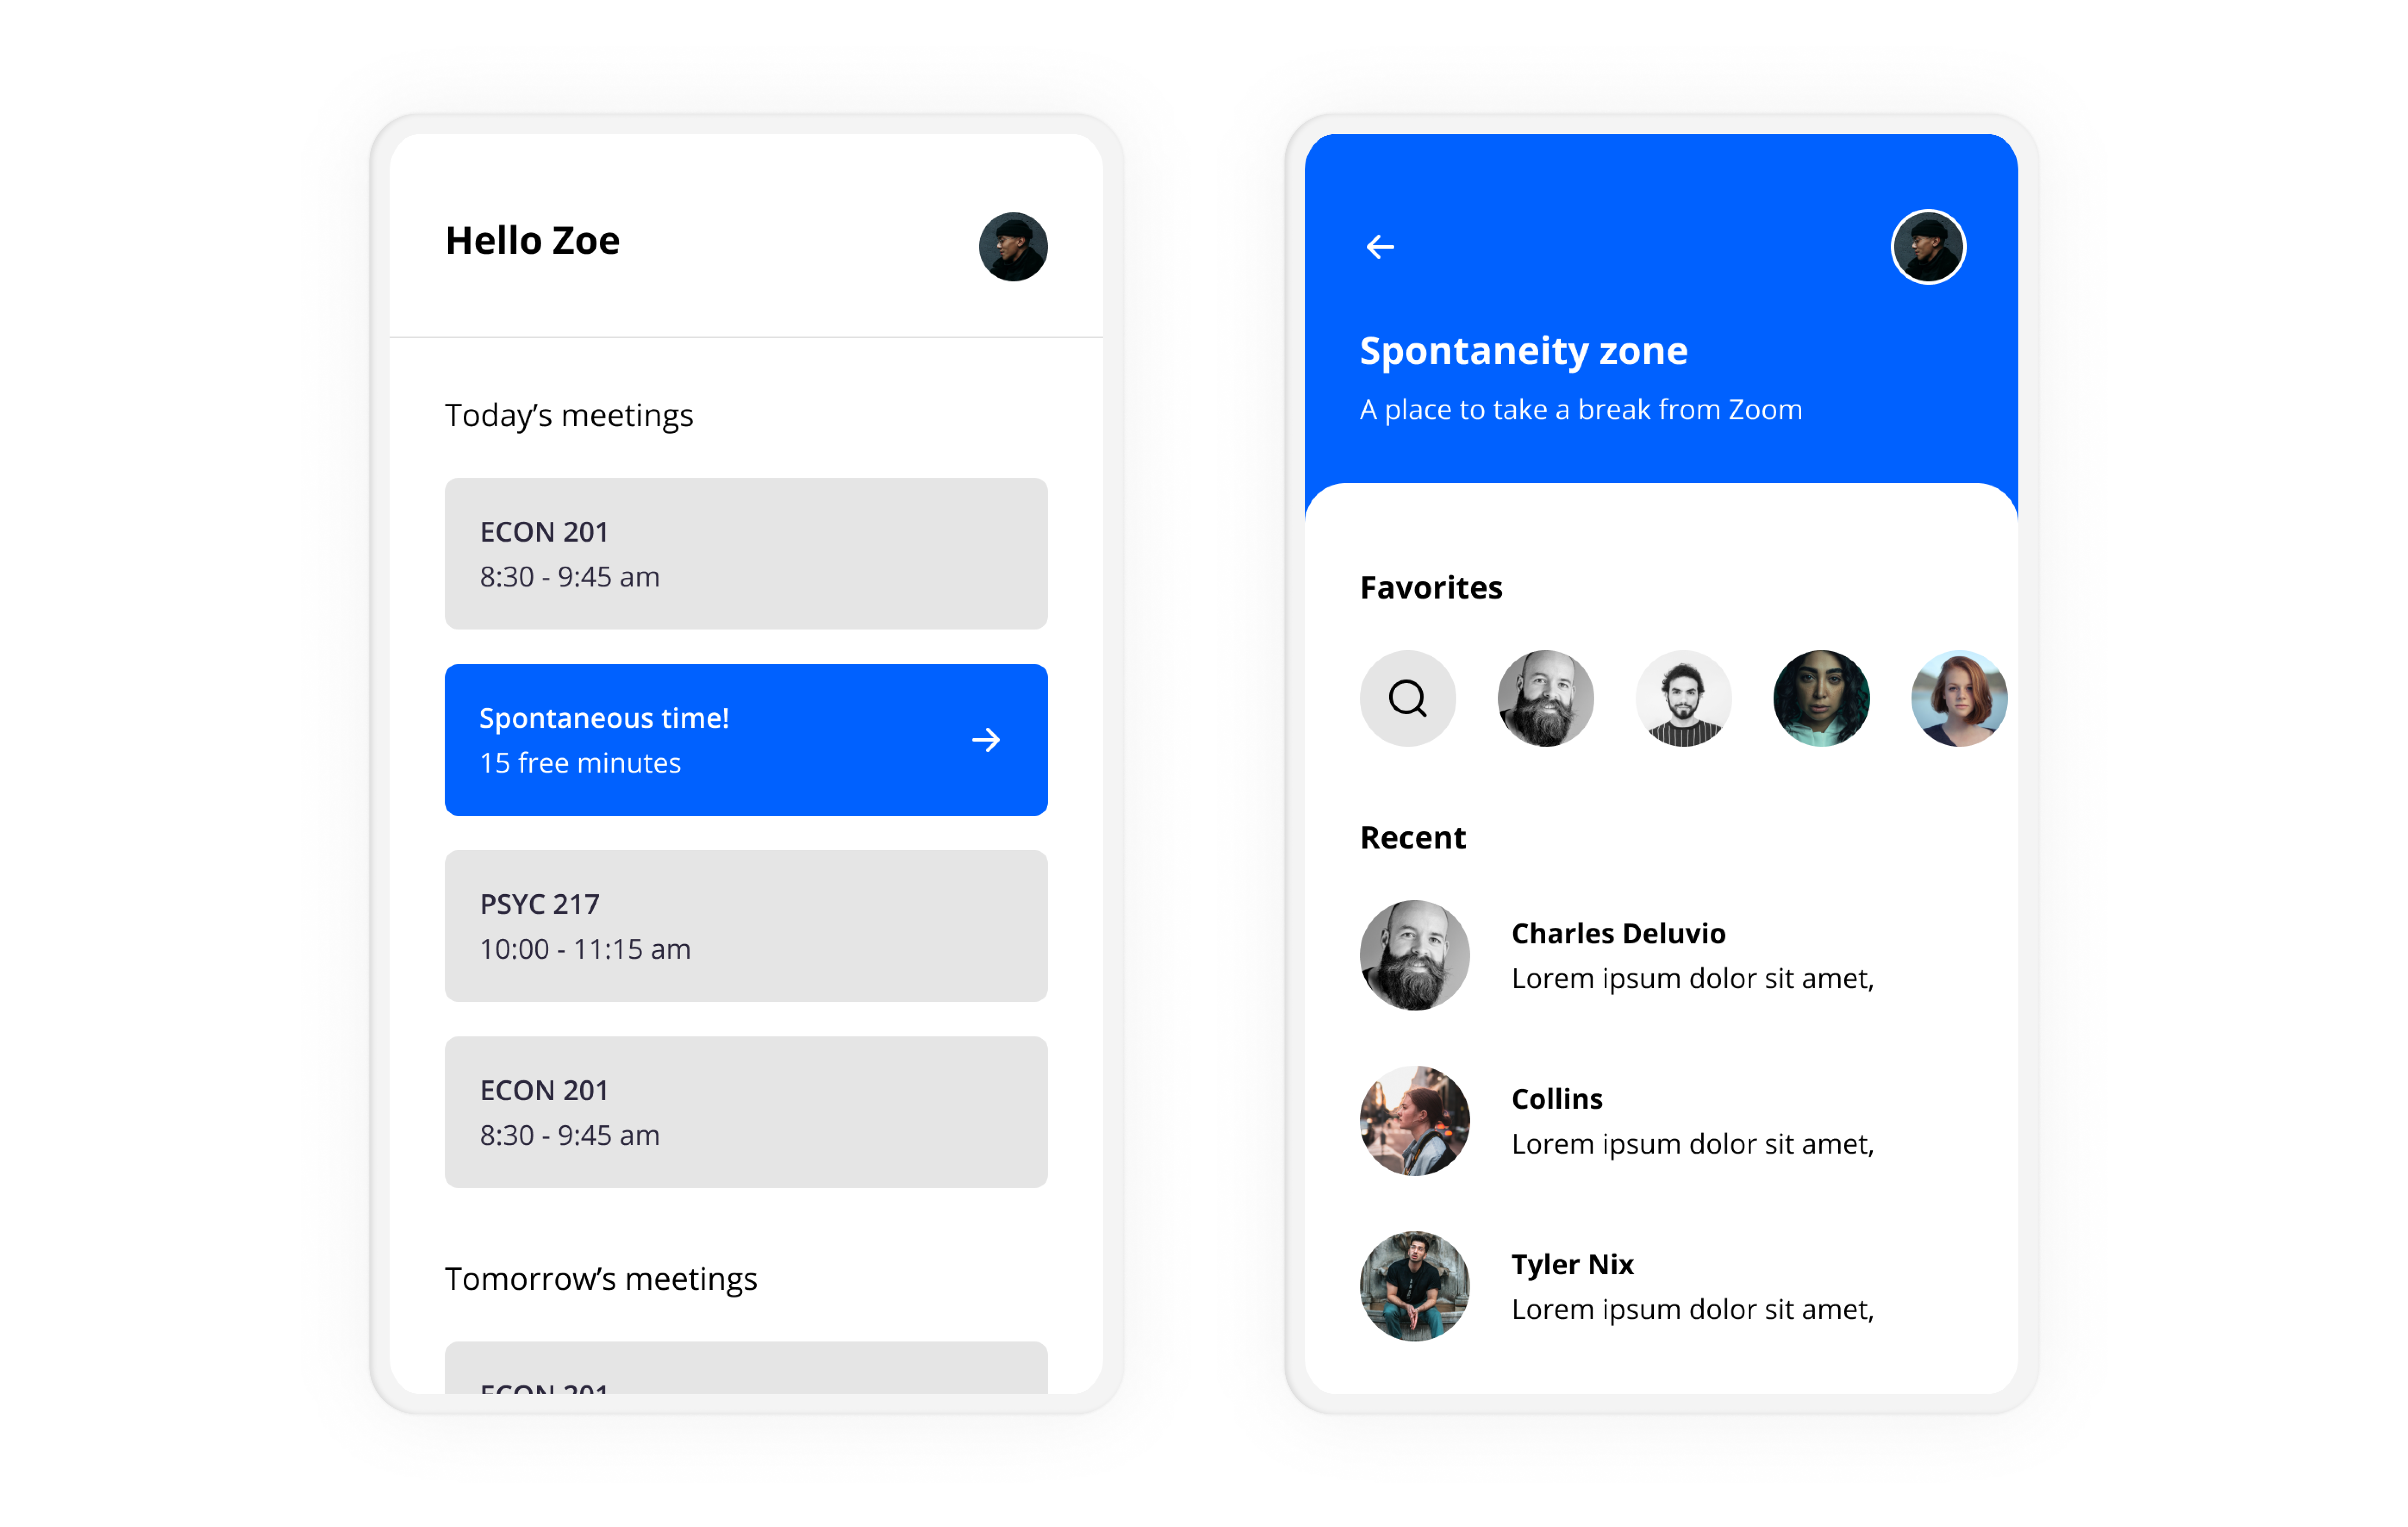 Hello Zoe
Today’s meetings
ECON 201
8:30 - 9:45 am
Spontaneous time!
15 free minutes
PSYC 217
10:00 - 11:15 am
ECON 201
8:30 - 9:45 am
Tomorrow’s meetings
ECON 201
Spontaneity zone
A place to take a break from Zoom
Favorites
Recent
Charles Deluvio
Lorem ipsum dolor sit amet,
Collins
Lorem ipsum dolor sit amet,
Tyler Nix
Lorem ipsum dolor sit amet,